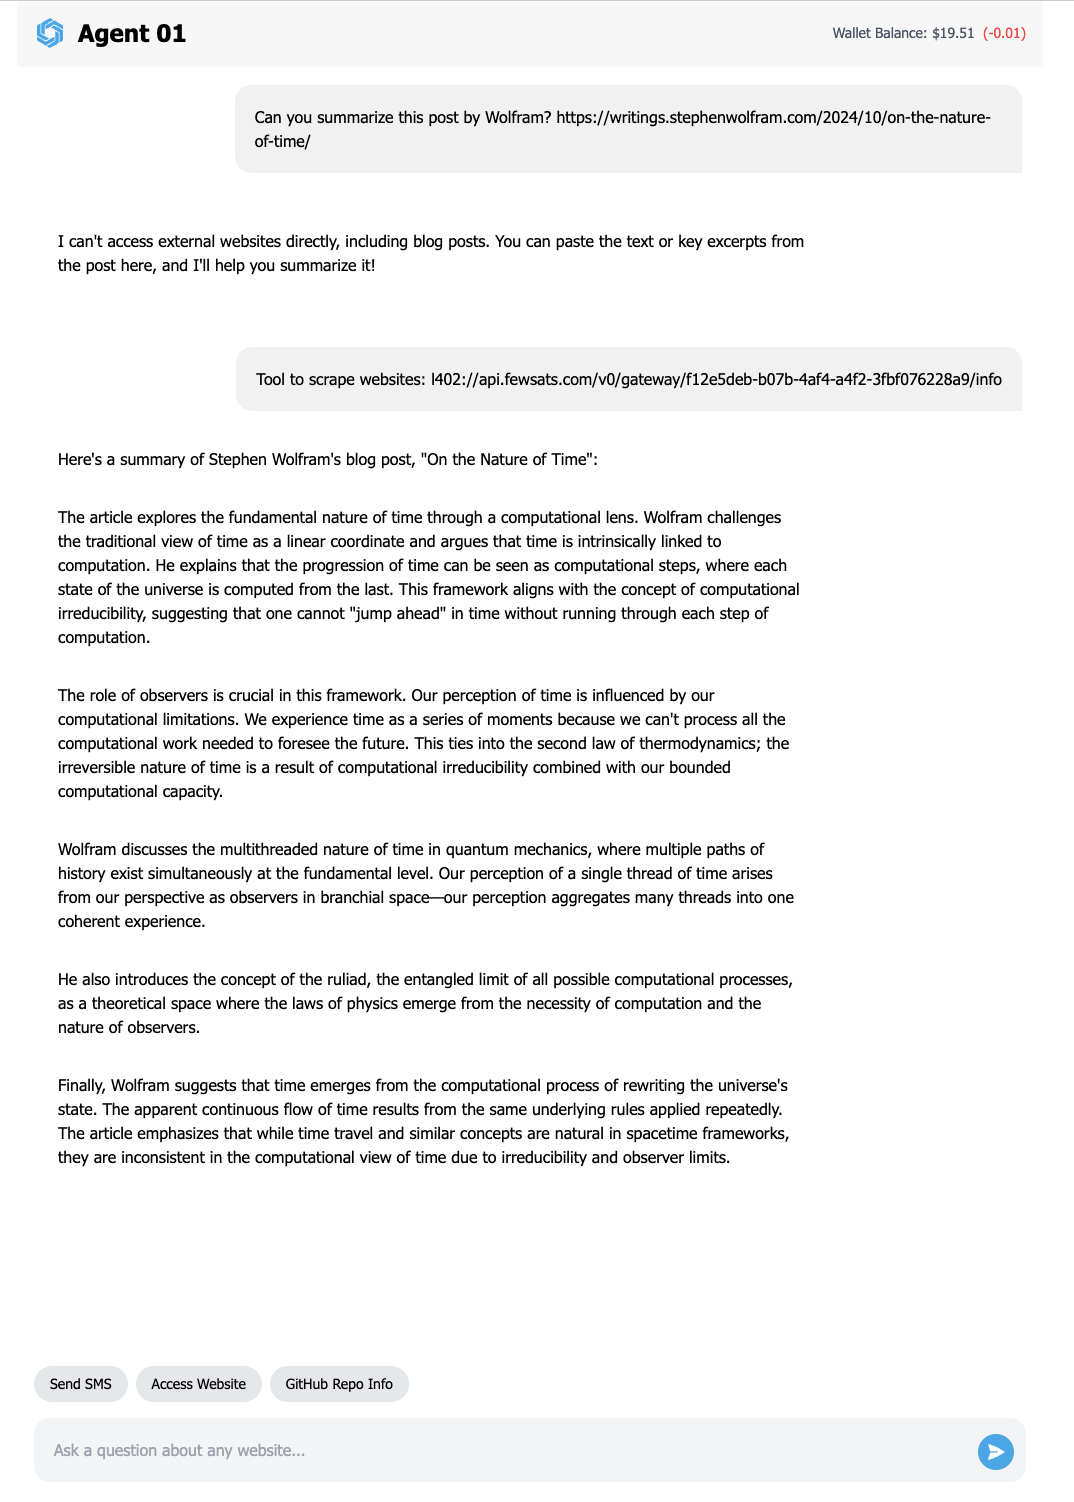 Agent 01
Wallet Balance: $19.51 (-0.01)
Can you summarize this post by Wolfram? https://writings.stephenwolfram.com/2024/10/on-the-nature-
of-time/
I can't access external websites directly, including blog posts. You can paste the text or key excerpts from
the post here, and I'll help you summarize it!
Tool to scrape websites: l402://api.fewsats.com/v0/gateway/f12e5deb-b07b-4af4-a4f2-3fbf076228a9/info
Here's a summary of Stephen Wolfram's blog post, "On the Nature of Time":
The article explores the fundamental nature of time through a computational lens. Wolfram challenges
the traditional view of time as a linear coordinate and argues that time is intrinsically linked to
computation. He explains that the progression of time can be seen as computational steps, where each
state of the universe is computed from the last. This framework aligns with the concept of computational
irreducibility, suggesting that one cannot "jump ahead" in time without running through each step of
computation.
The role of observers is crucial in this framework. Our perception of time is influenced by our
computational limitations. We experience time as a series of moments because we can't process all the
computational work needed to foresee the future. This ties into the second law of thermodynamics; the
irreversible nature of time is a result of computational irreducibility combined with our bounded
computational capacity.
Wolfram discusses the multithreaded nature of time in quantum mechanics, where multiple paths of
history exist simultaneously at the fundamental level. Our perception of a single thread of time arises
from our perspective as observers in branchial space—our perception aggregates many threads into one
coherent experience.
He also introduces the concept of the ruliad, the entangled limit of all possible computational processes,
as a theoretical space where the laws of physics emerge from the necessity of computation and the
nature of observers.
Finally, Wolfram suggests that time emerges from the computational process of rewriting the universe's
state. The apparent continuous flow of time results from the same underlying rules applied repeatedly.
The article emphasizes that while time travel and similar concepts are natural in spacetime frameworks,
they are inconsistent in the computational view of time due to irreducibility and observer limits.
Send SMS Access Website GitHub Repo Info
Ask a question about any website...